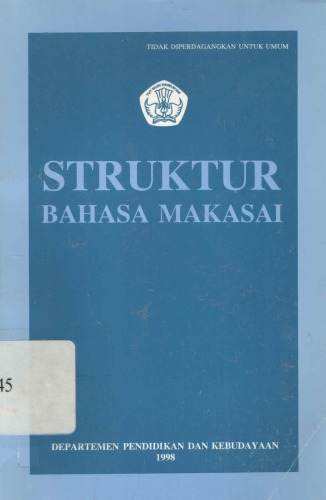 TIDAK DIPERDAGANGKAN UNTUK UMUM
STRUKTUR
BAHASA MAKASAI
45
DEPARTEMEN PENDIDIKAN DAN KEBUDAYAAN
1998